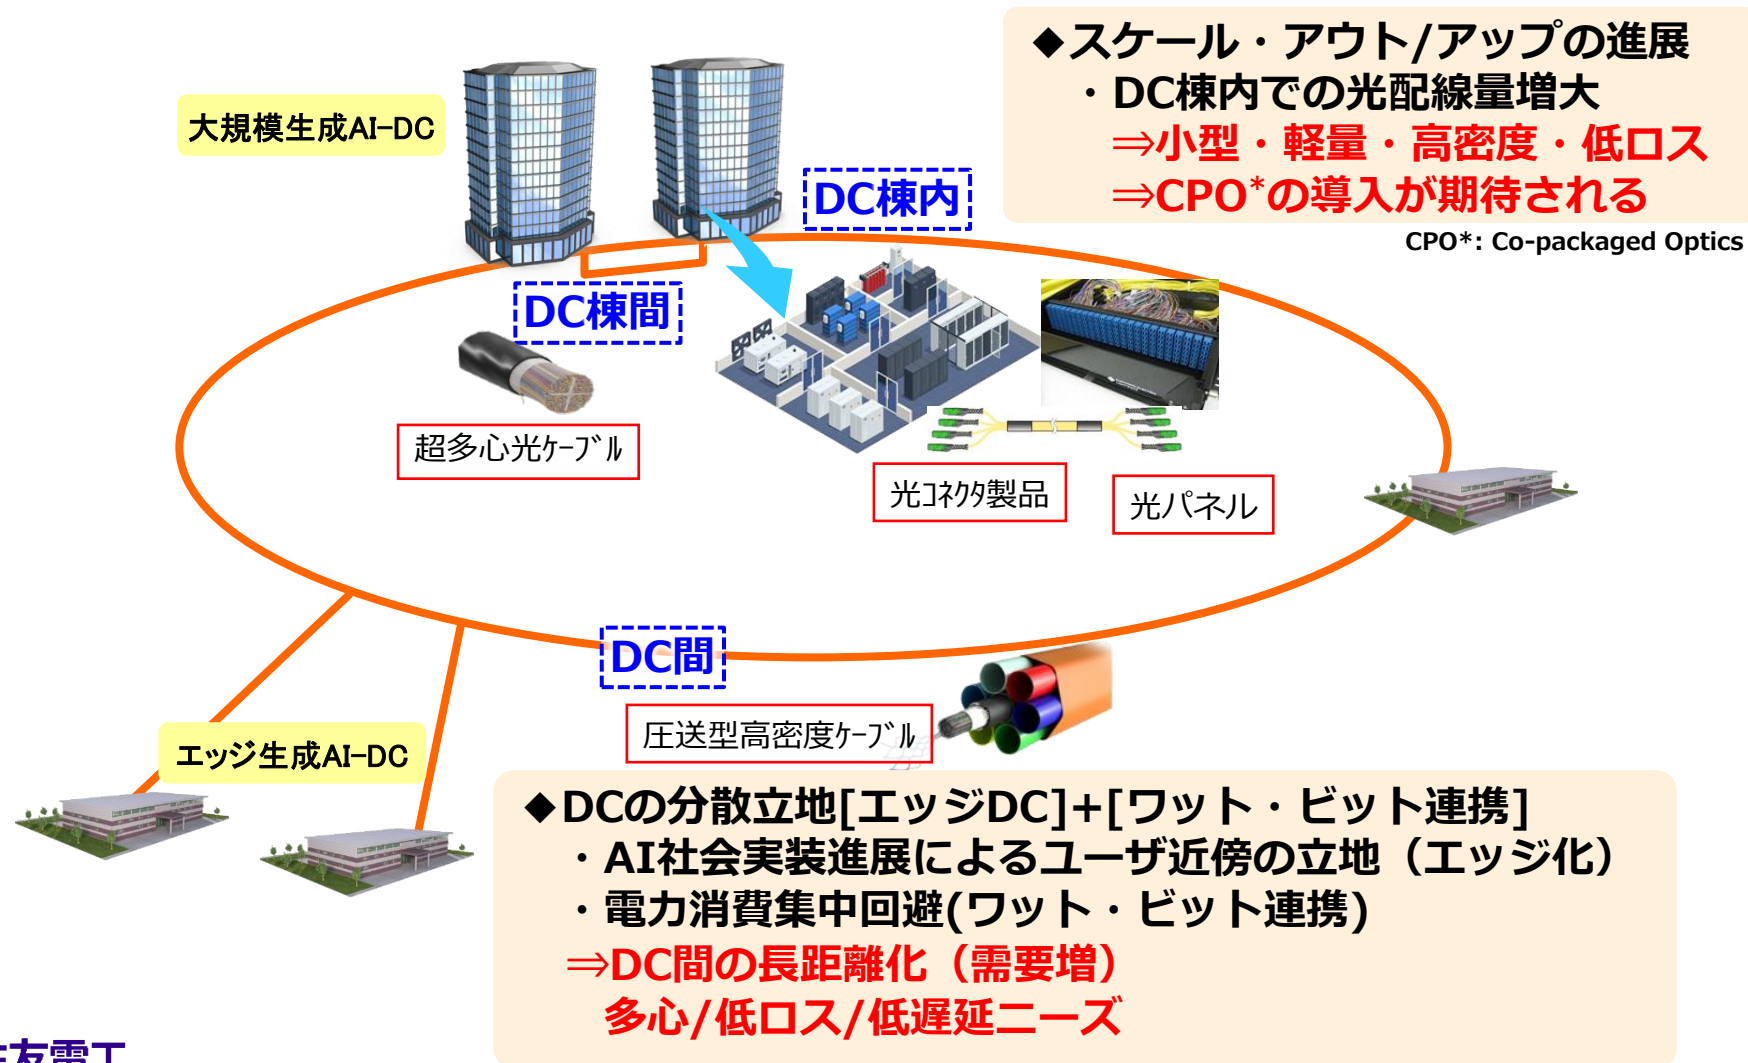 ◆スケール・アウト/アップの進展
・DC棟内での光配線量増大
⇒小型・軽量・高密度・低ロス
⇒CPO*の導入が期待される
CPO*: Co-packaged Optics
大規模生成AI-DC
DC棟内
DC棟間
超多心光ｹｰﾌﾞﾙ
光ｺﾈｸﾀ製品
光パネル
DC間
圧送型高密度ｹｰﾌﾞﾙ
エッジ生成AI-DC
◆DCの分散立地[エッジDC]+[ワット・ビット連携]
・AI社会実装進展によるユーザ近傍の立地（エッジ化）
・電力消費集中回避(ワット・ビット連携)
⇒DC間の長距離化（需要増）
多心/低ロス/低遅延ニーズ
住友電工